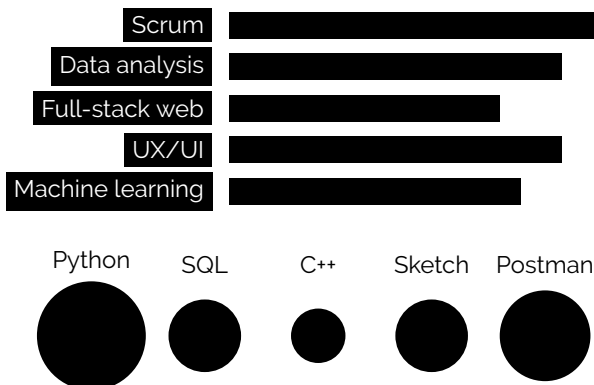 Scrum
Data analysis
Full-stack web
UX/UI
Machine learning
Python SQL C++ Sketch Postman